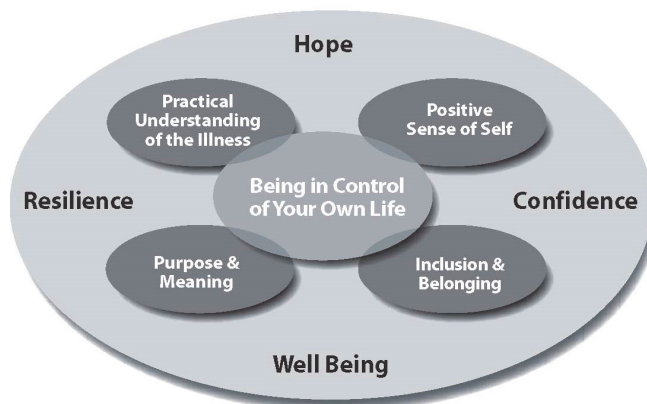 Hope
Practical
Understanding
of the Illness
Positive
Sense of Self
Resilience
Being in Control
of Your Own Life
Confidence
Purpose &
Meaning
Inclusion &
Belonging
Well Being